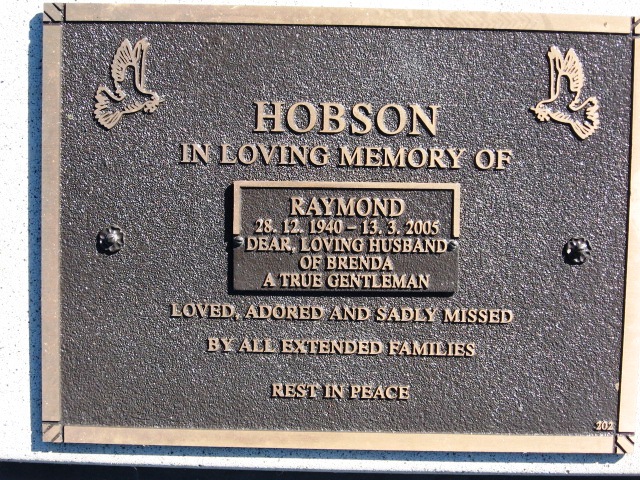 HOBSON
IN LOVING MEMORY OF
RAYMOND
28. 12. 1940 - 13. 3. 2005
DEAR, LOVING HUSBAND
OF BRENDA
A TRUE GENTLEMAN
LOVED, ADORED AND SADLY MISSED
BY ALL EXTENDED FAMILIES
REST IN PEACE
202